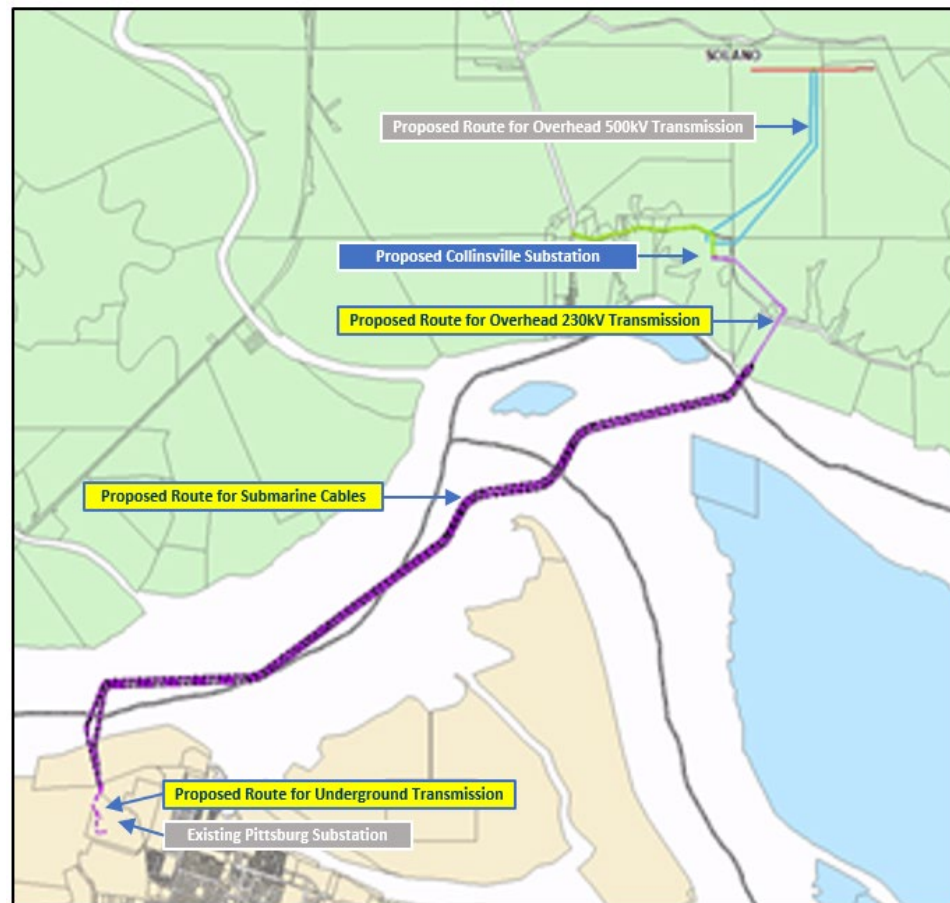 SOLANO
Proposed Route for Overhead 500kV Transmission
Proposed Collinsville Substation
Proposed Route for Overhead 230kV Transmission
Proposed Route for Submarine Cables
Proposed Route for Underground Transmission
Existing Pittsburg Substation